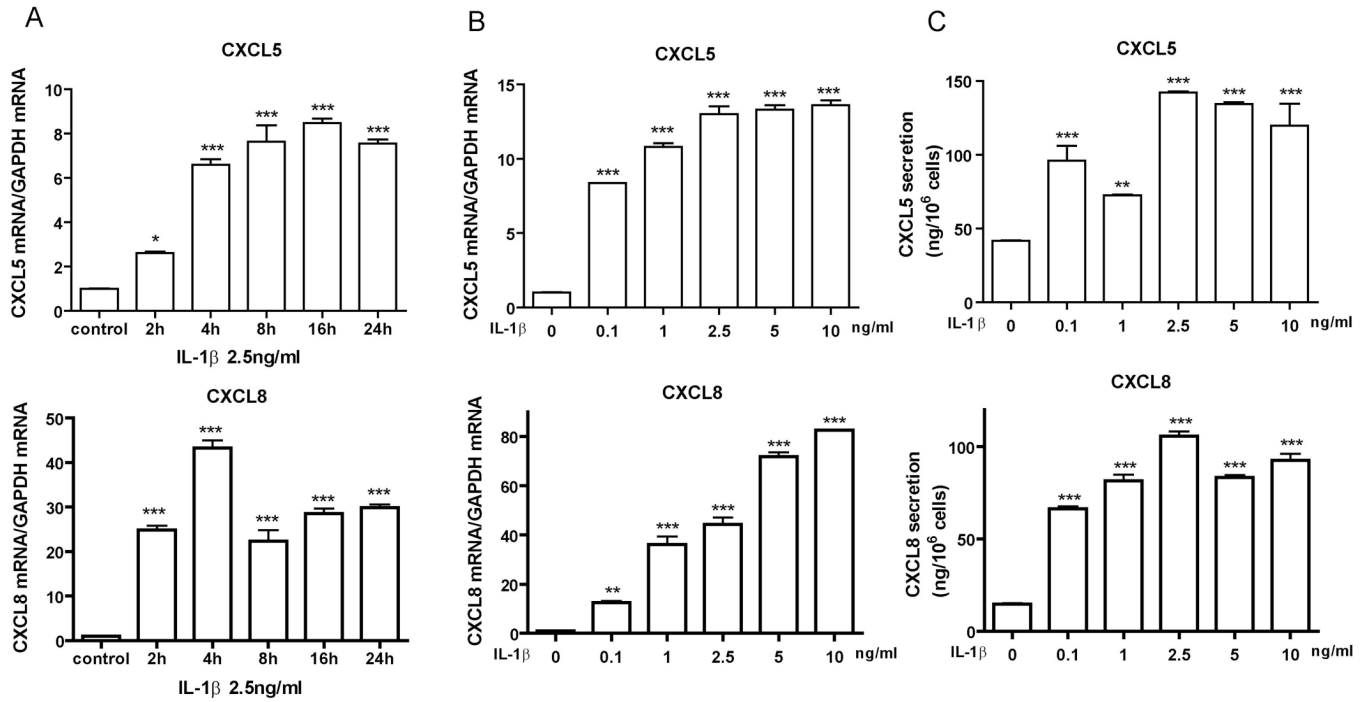 A
CXCL5
CXCL5 mRNA/GAPDH mRNA
10
8
6
4
2
0
*
***
***
***
***
control 2h 4h 8h 16h 24h
IL-1β 2.5ng/ml
CXCL8
CXCL8 mRNA/GAPDH mRNA
50
40
30
20
10
0
***
***
***
***
***
control 2h 4h 8h 16h 24h
IL-1β 2.5ng/ml
B
CXCL5
CXCL5 mRNA/GAPDH mRNA
15
10
5
0
***
***
***
***
***
IL-1β 0 0.1 1 2.5 5 10 ng/ml
CXCL8
CXCL8 mRNA/GAPDH mRNA
80
60
40
20
0
**
***
***
***
***
IL-1β 0 0.1 1 2.5 5 10 ng/ml
C
CXCL5
CXCL5 secretion
(ng/10⁶ cells)
150
100
50
0
***
**
***
***
***
IL-1β 0 0.1 1 2.5 5 10 ng/ml
CXCL8
CXCL8 secretion
(ng/10⁶ cells)
100
50
0
***
***
***
***
***
IL-1β 0 0.1 1 2.5 5 10 ng/ml